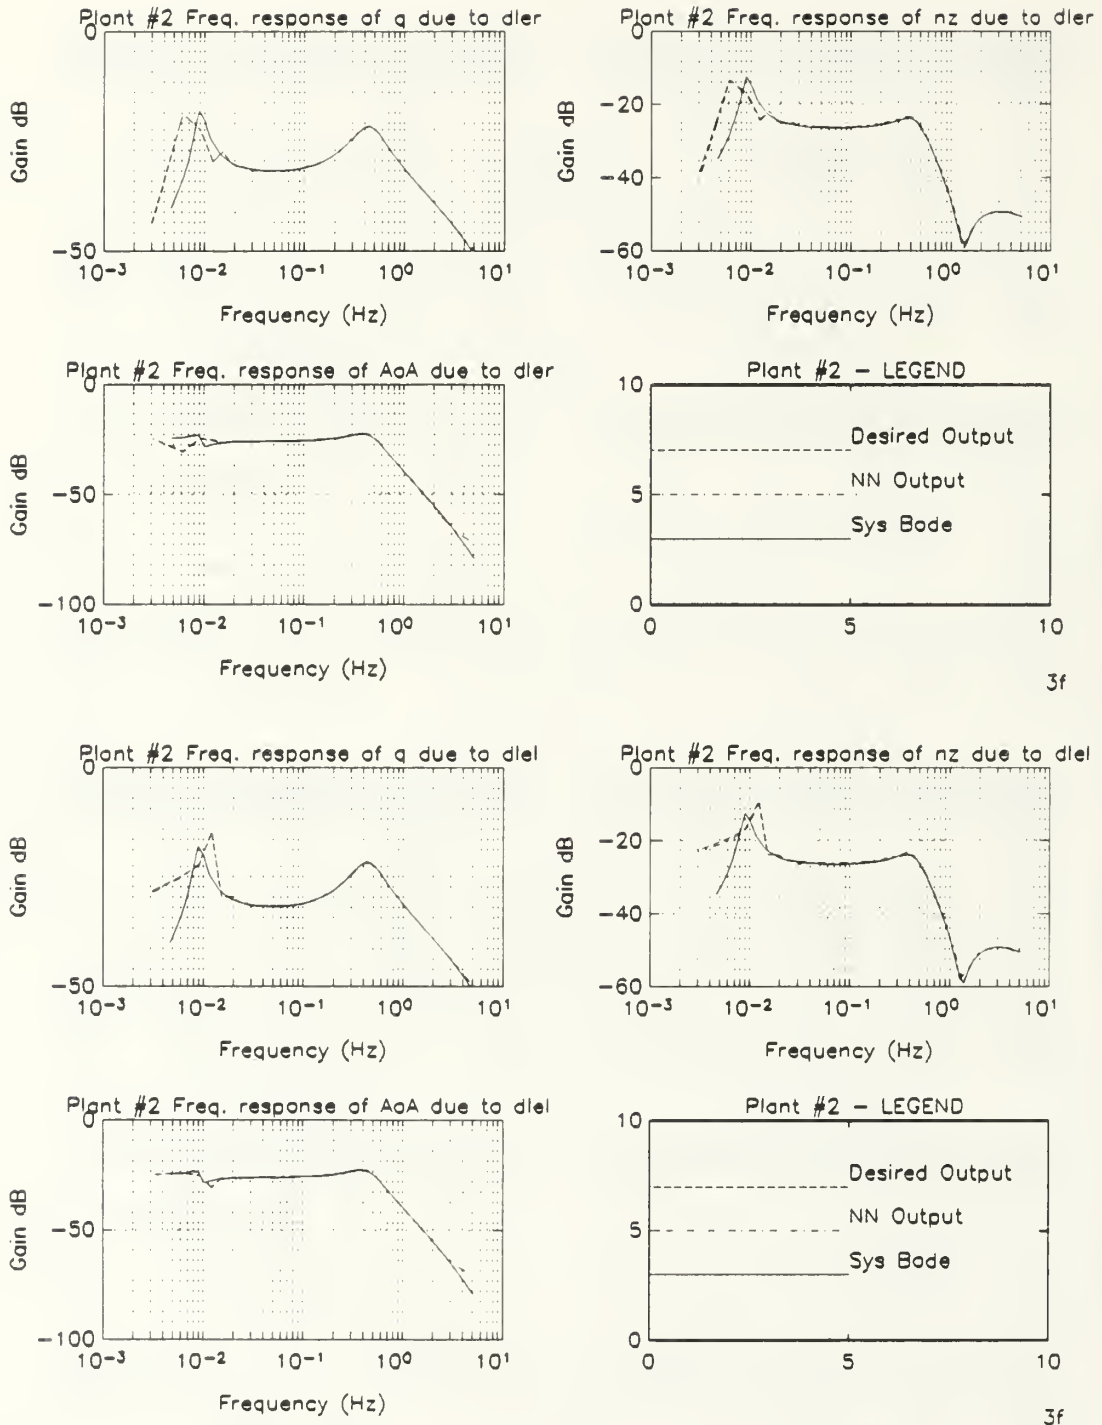 Plant #2 Freq. response of q due to dler
0
Gain dB
-50
10-3 10-2 10-1 100 101
Frequency (Hz)
Plant #2 Freq. response of nz due to dler
0
-20
Gain dB
-40
-60
10-3 10-2 10-1 100 101
Frequency (Hz)
Plant #2 Freq. response of AoA due to dler
0
Gain dB
-50
-100
10-3 10-2 10-1 100 101
Frequency (Hz)
Plant #2 - LEGEND
10
Desired Output
NN Output
5
Sys Bode
0
0 5 10
3f
Plant #2 Freq. response of q due to dlel
0
Gain dB
-50
10-3 10-2 10-1 100 101
Frequency (Hz)
Plant #2 Freq. response of nz due to dlel
0
-20
Gain dB
-40
-60
10-3 10-2 10-1 100 101
Frequency (Hz)
Plant #2 Freq. response of AoA due to dlel
0
Gain dB
-50
-100
10-3 10-2 10-1 100 101
Frequency (Hz)
Plant #2 - LEGEND
10
Desired Output
NN Output
5
Sys Bode
0
0 5 10
3f